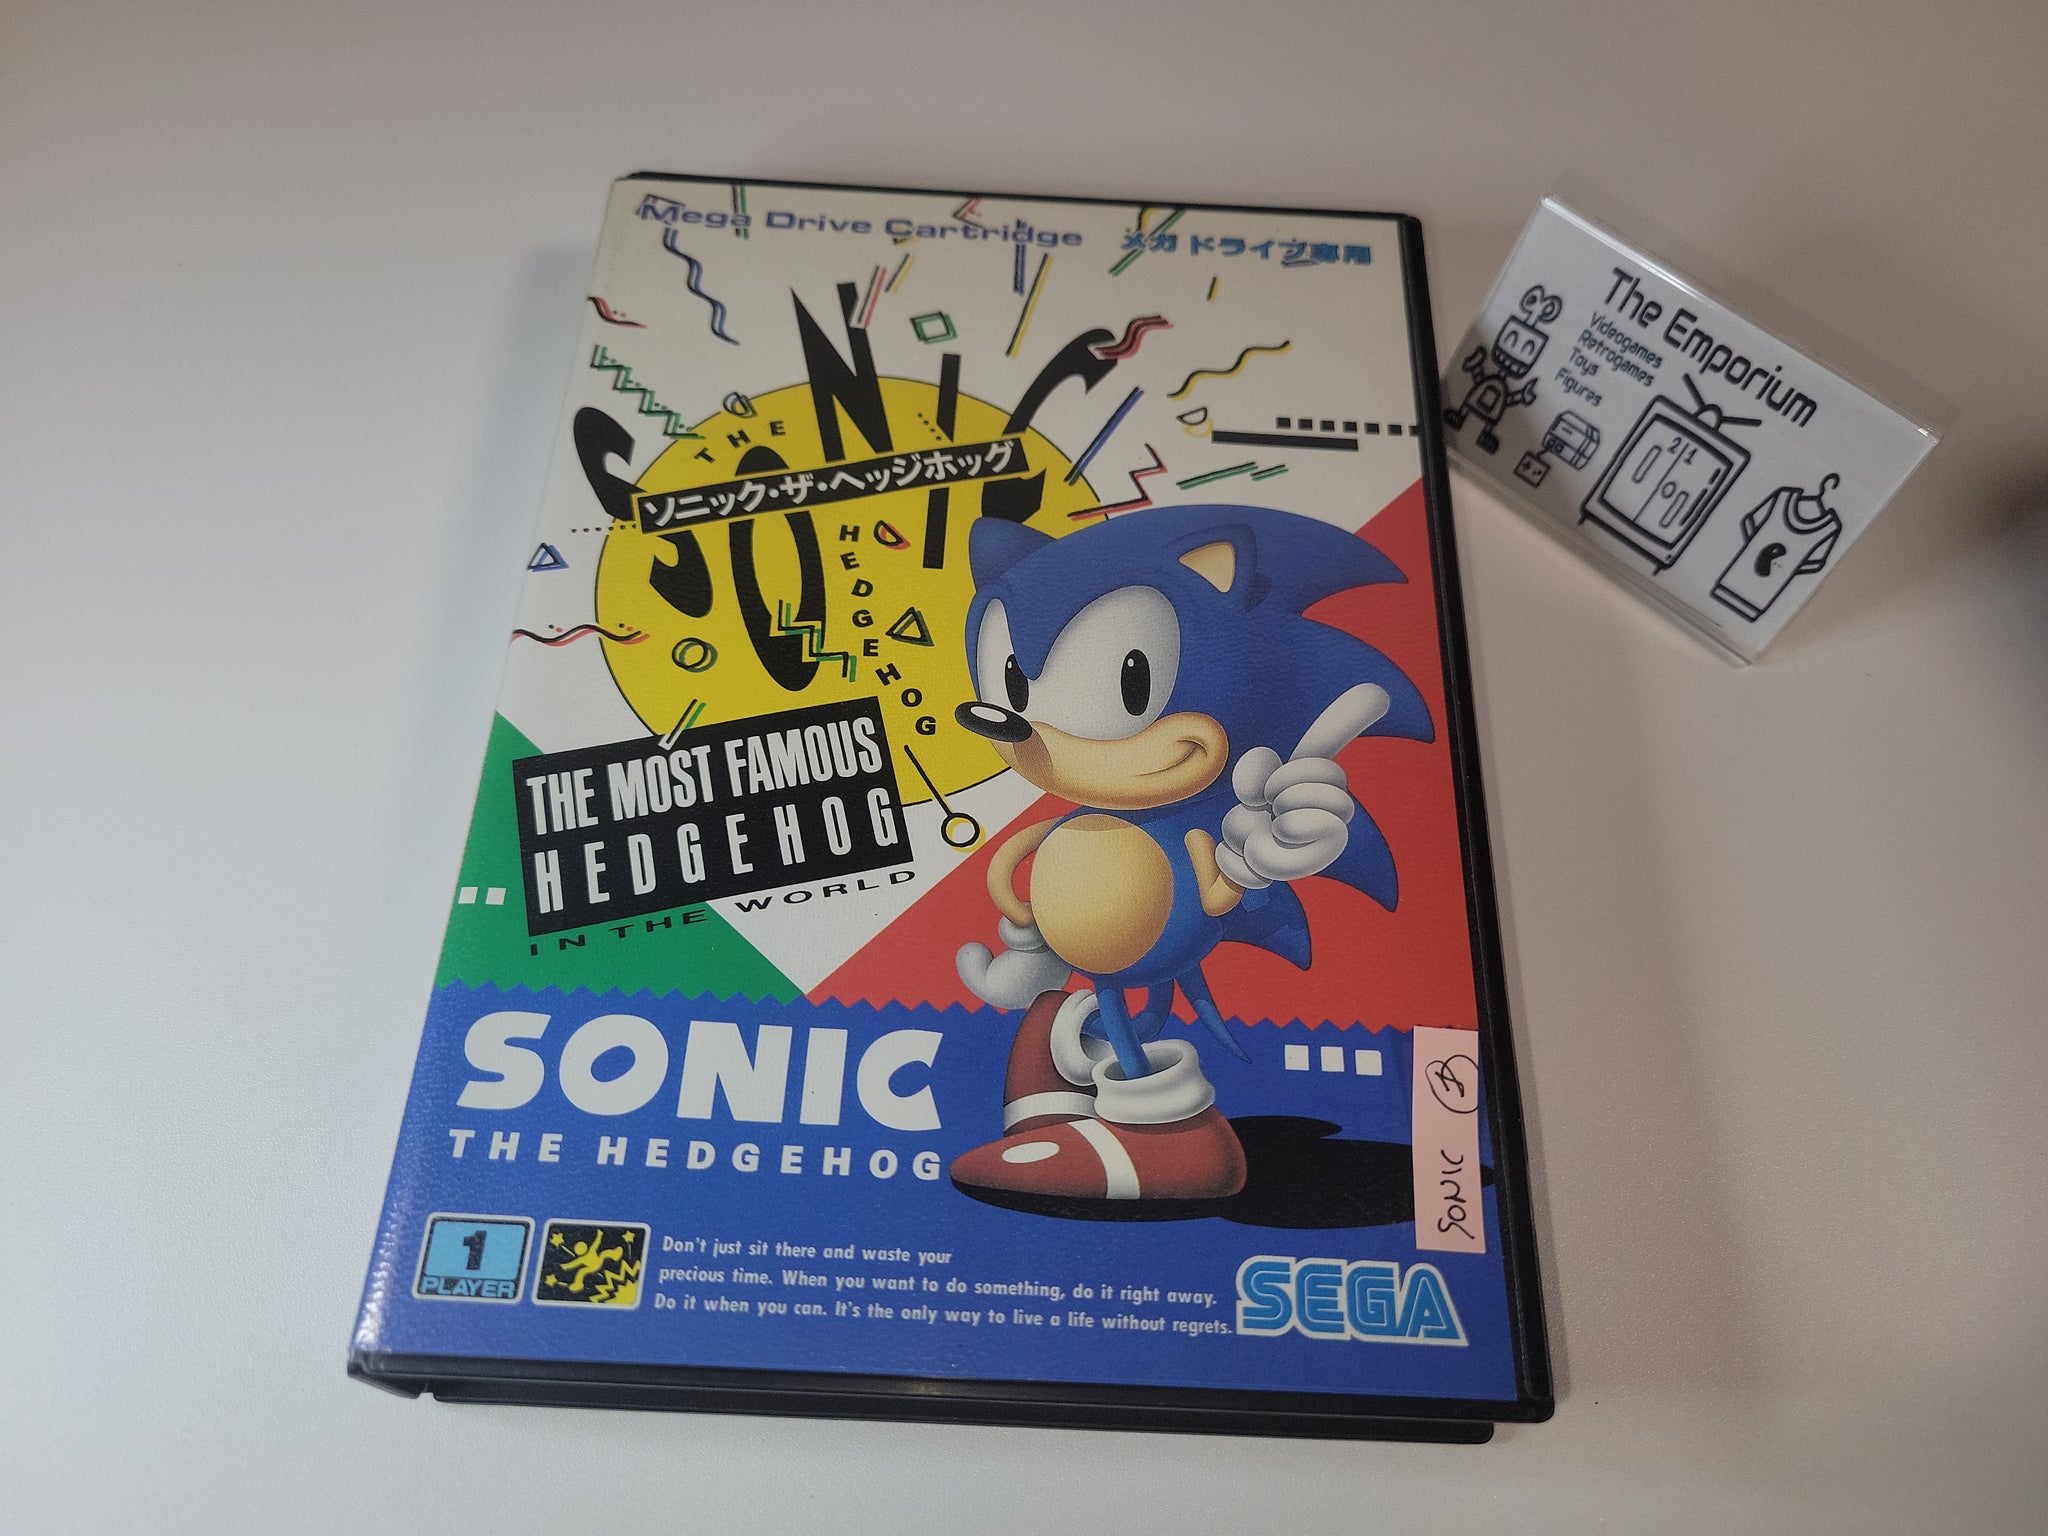 Mega Drive Cartridge
メガドライブ専用
THE
SONIC
ソニック・ザ・ヘッジホッグ
HEDGEHOG
THE MOST FAMOUS
HEDGEHOG
IN THE WORLD
SONIC
THE HEDGEHOG
1
PLAYER
Don't just sit there and waste your
precious time. When you want to do something, do it right away.
Do it when you can. It's the only way to live a life without regrets.
SEGA
SONIC
The Emporium
Videogames
Retrogames
Toys
Figures
21